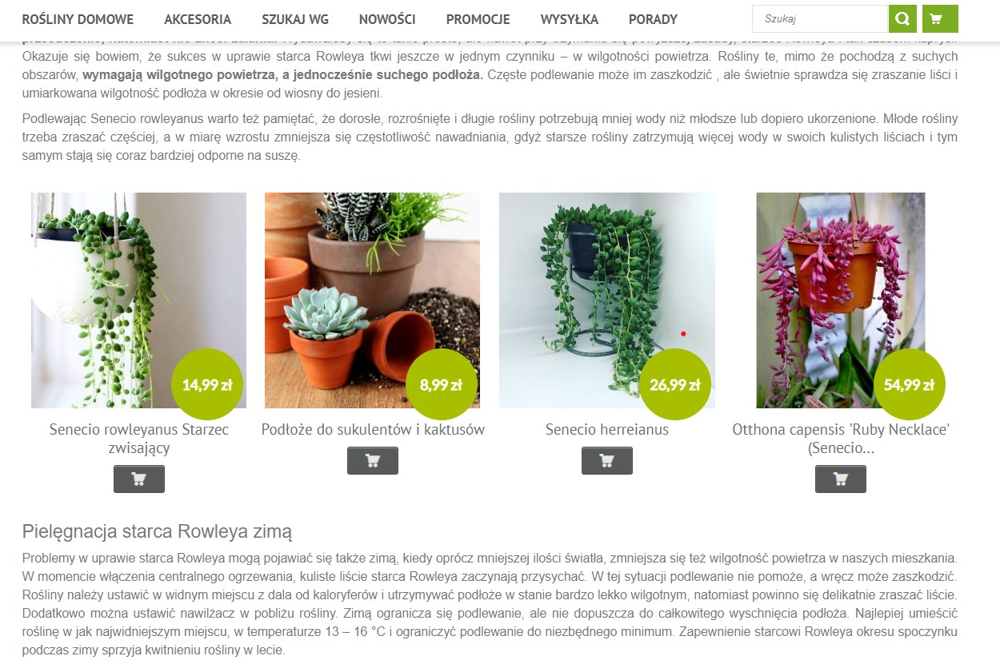 ROŚLINY DOMOWE AKCESORIA SZUKAJ WG NOWOŚCI PROMOCJE WYSYŁKA PORADY Szukaj
Okazuje się bowiem, że sukces w uprawie starca Rowleya tkwi jeszcze w jednym czynniku – w wilgotności powietrza. Rośliny te, mimo że pochodzą z suchych
obszarów, wymagają wilgotnego powietrza, a jednocześnie suchego podłoża. Częste podlewanie może im zaszkodzić , ale świetnie sprawdza się zraszanie liści i
umiarkowana wilgotność podłoża w okresie od wiosny do jesieni.
Podlewając Senecio rowleyanus warto też pamiętać, że dorosłe, rozrośnięte i długie rośliny potrzebują mniej wody niż młodsze lub dopiero ukorzenione. Młode rośliny
trzeba zraszać częściej, a w miarę wzrostu zmniejsza się częstotliwość nawadniania, gdyż starsze rośliny zatrzymują więcej wody w swoich kulistych liściach i tym
samym stają się coraz bardziej odporne na suszę.
14,99 zł
Senecio rowleyanus Starzec
zwisający
8,99 zł
Podłoże do sukulentów i kaktusów
26,99 zł
Senecio herreianus
54,99 zł
Otthona capensis 'Ruby Necklace'
(Senecio...
Pielęgnacja starca Rowleya zimą
Problemy w uprawie starca Rowleya mogą pojawiać się także zimą, kiedy oprócz mniejszej ilości światła, zmniejsza się też wilgotność powietrza w naszych mieszkania.
W momencie włączenia centralnego ogrzewania, kuliste liście starca Rowleya zaczynają przysychać. W tej sytuacji podlewanie nie pomoże, a wręcz może zaszkodzić.
Rośliny należy ustawić w widnym miejscu z dala od kaloryferów i utrzymywać podłoże w stanie bardzo lekko wilgotnym, natomiast powinno się delikatnie zraszać liście.
Dodatkowo można ustawić nawilżacz w pobliżu rośliny. Zimą ogranicza się podlewanie, ale nie dopuszcza do całkowitego wyschnięcia podłoża. Najlepiej umieścić
roślinę w jak najwidniejszym miejscu, w temperaturze 13 – 16 °C i ograniczyć podlewanie do niezbędnego minimum. Zapewnienie starcowi Rowleya okresu spoczynku
podczas zimy sprzyja kwitnieniu rośliny w lecie.